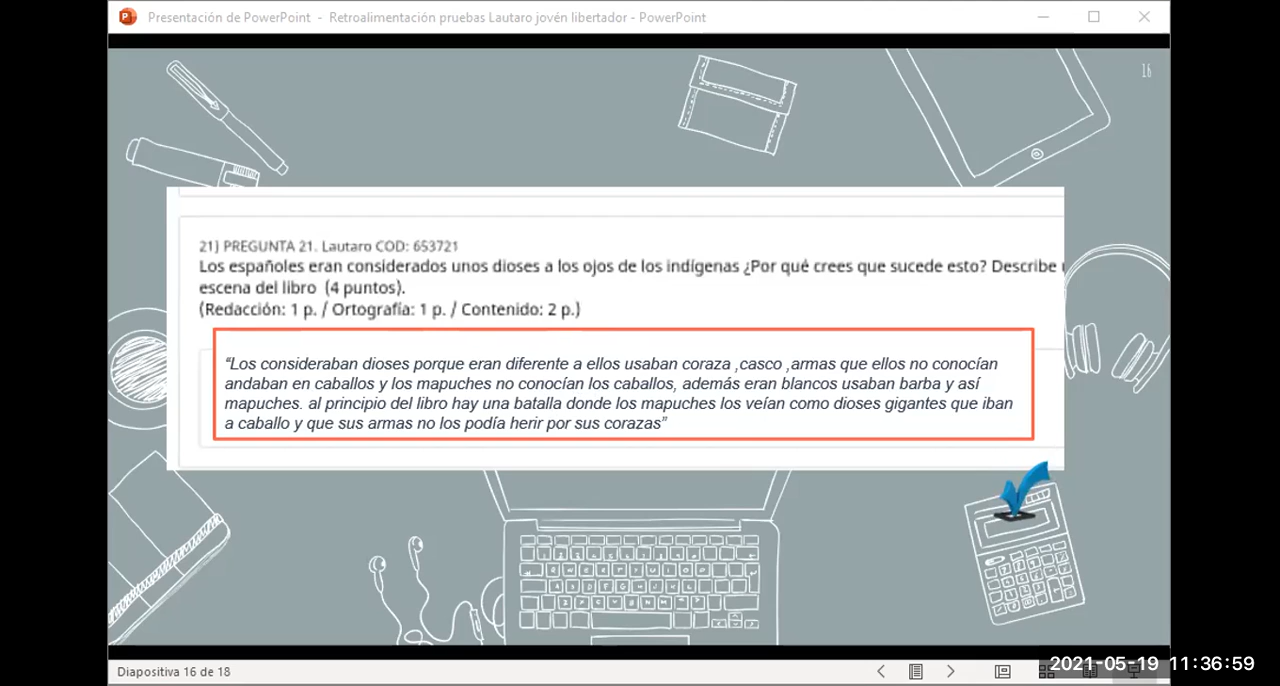 Presentación de PowerPoint - Retroalimentación pruebas Lautaro jovén libertador - PowerPoint
16
21) PREGUNTA 21. Lautaro COD: 653721
Los españoles eran considerados unos dioses a los ojos de los indígenas ¿Por qué crees que sucede esto? Describe
escena del libro (4 puntos).
(Redacción: 1 p. / Ortografía: 1 p. / Contenido: 2 p.)
“Los consideraban dioses porque eran diferente a ellos usaban coraza ,casco ,armas que ellos no conocían
andaban en caballos y los mapuches no conocían los caballos, además eran blancos usaban barba y así
mapuches. al principio del libro hay una batalla donde los mapuches los veían como dioses gigantes que iban
a caballo y que sus armas no los podía herir por sus corazas”
Diapositiva 16 de 18
2021-05-19 11:36:59